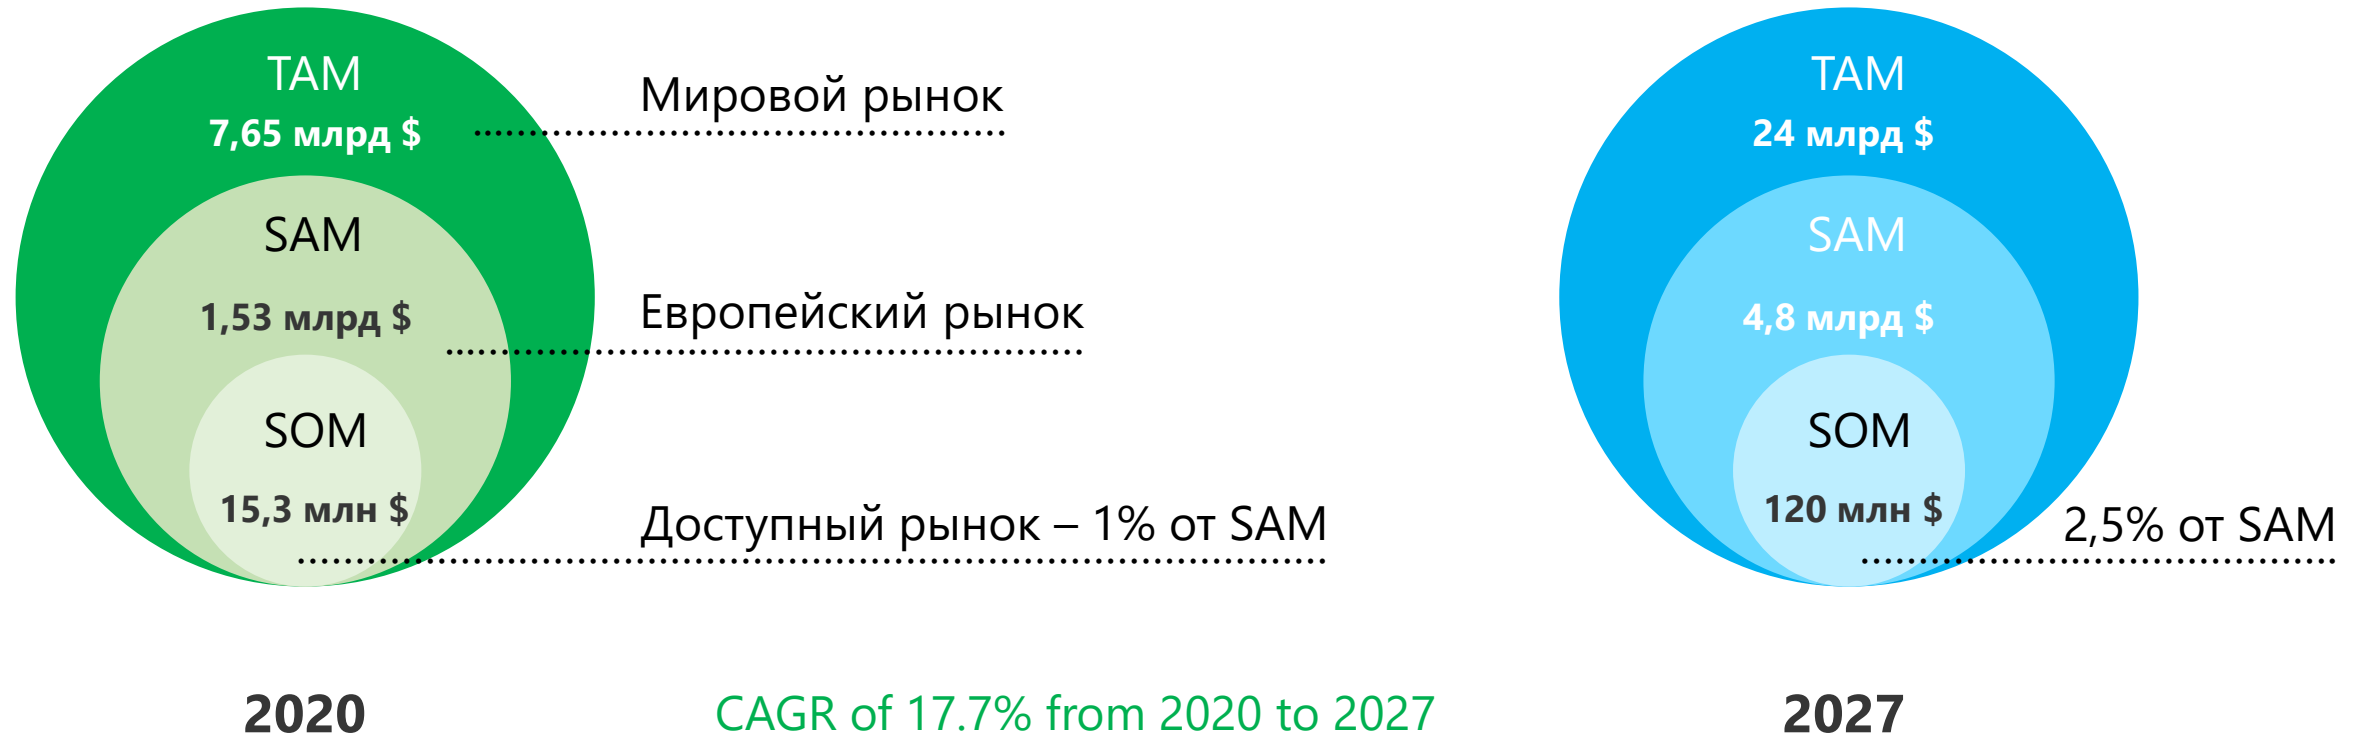 TAM
7,65 млрд $
Мировой рынок
SAM
1,53 млрд $
Европейский рынок
SOM
15,3 млн $
Доступный рынок – 1% от SAM
2020
CAGR of 17.7% from 2020 to 2027
TAM
24 млрд $
SAM
4,8 млрд $
SOM
120 млн $
2,5% от SAM
2027